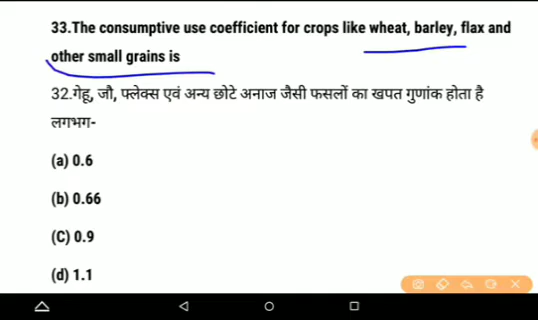 33.The consumptive use coefficient for crops like wheat, barley, flax and
other small grains is
32.गेहू, जौ, फ्लेक्स एवं अन्य छोटे अनाज जैसी फसलों का खपत गुणांक होता है
लगभग-
(a) 0.6
(b) 0.66
(C) 0.9
(d) 1.1